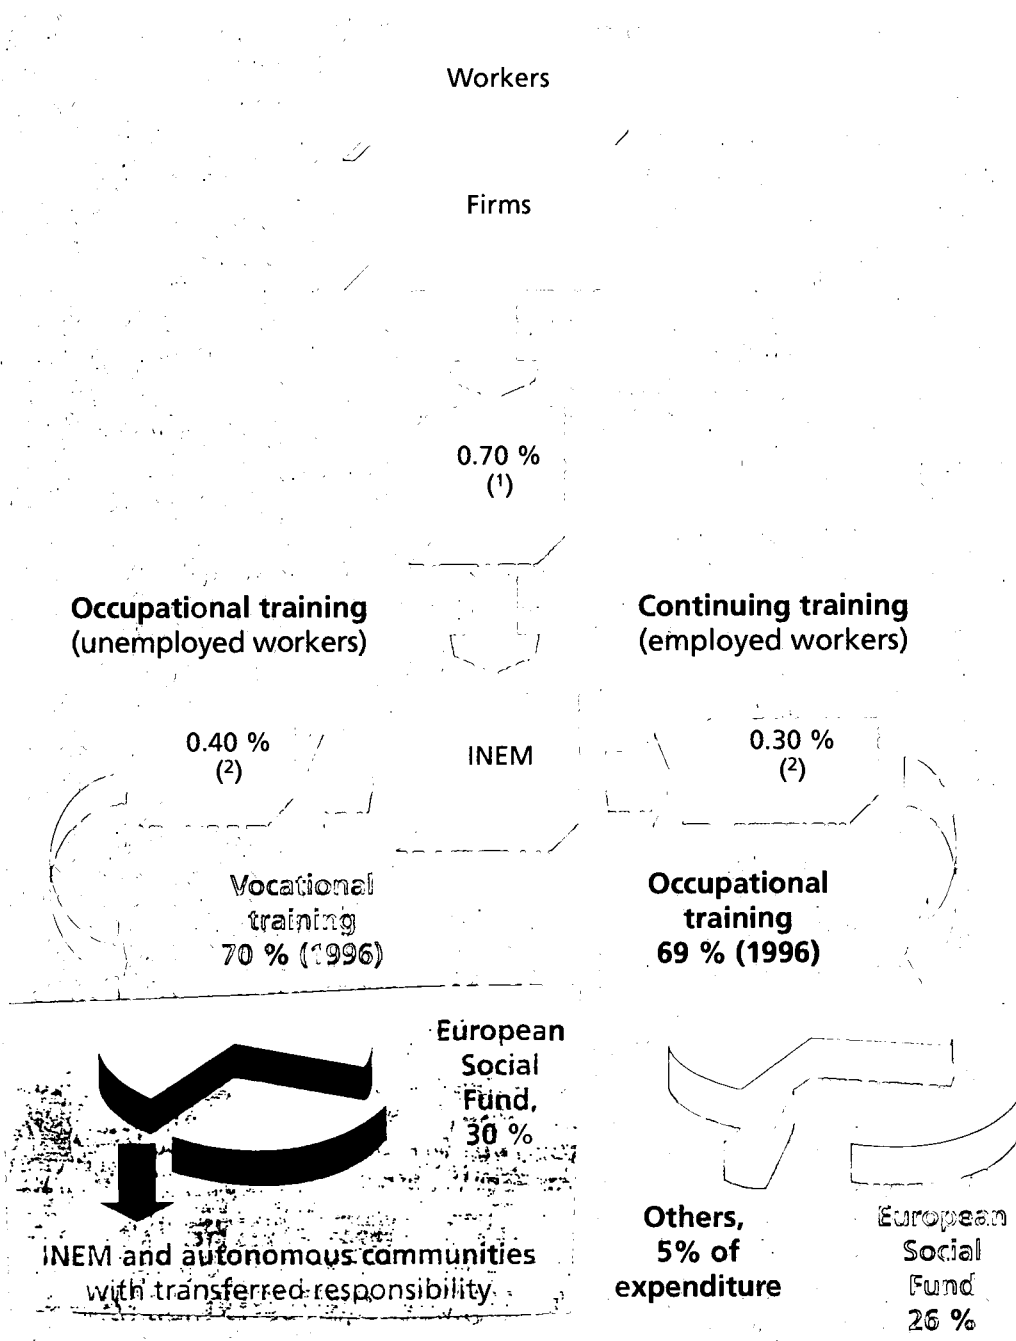 Workers
Firms
0.70 %
(1)
Occupational training
(unemployed workers)
Continuing training
(employed workers)
0.40 %
(2)
INEM
0.30 %
(2)
Vocational
training
70 % (1996)
Occupational
training
69 % (1996)
European
Social
Fund,
30 %
INEM and autonomous communities
with transferred responsibility
Others,
5% of
expenditure
European
Social
Fund
26 %